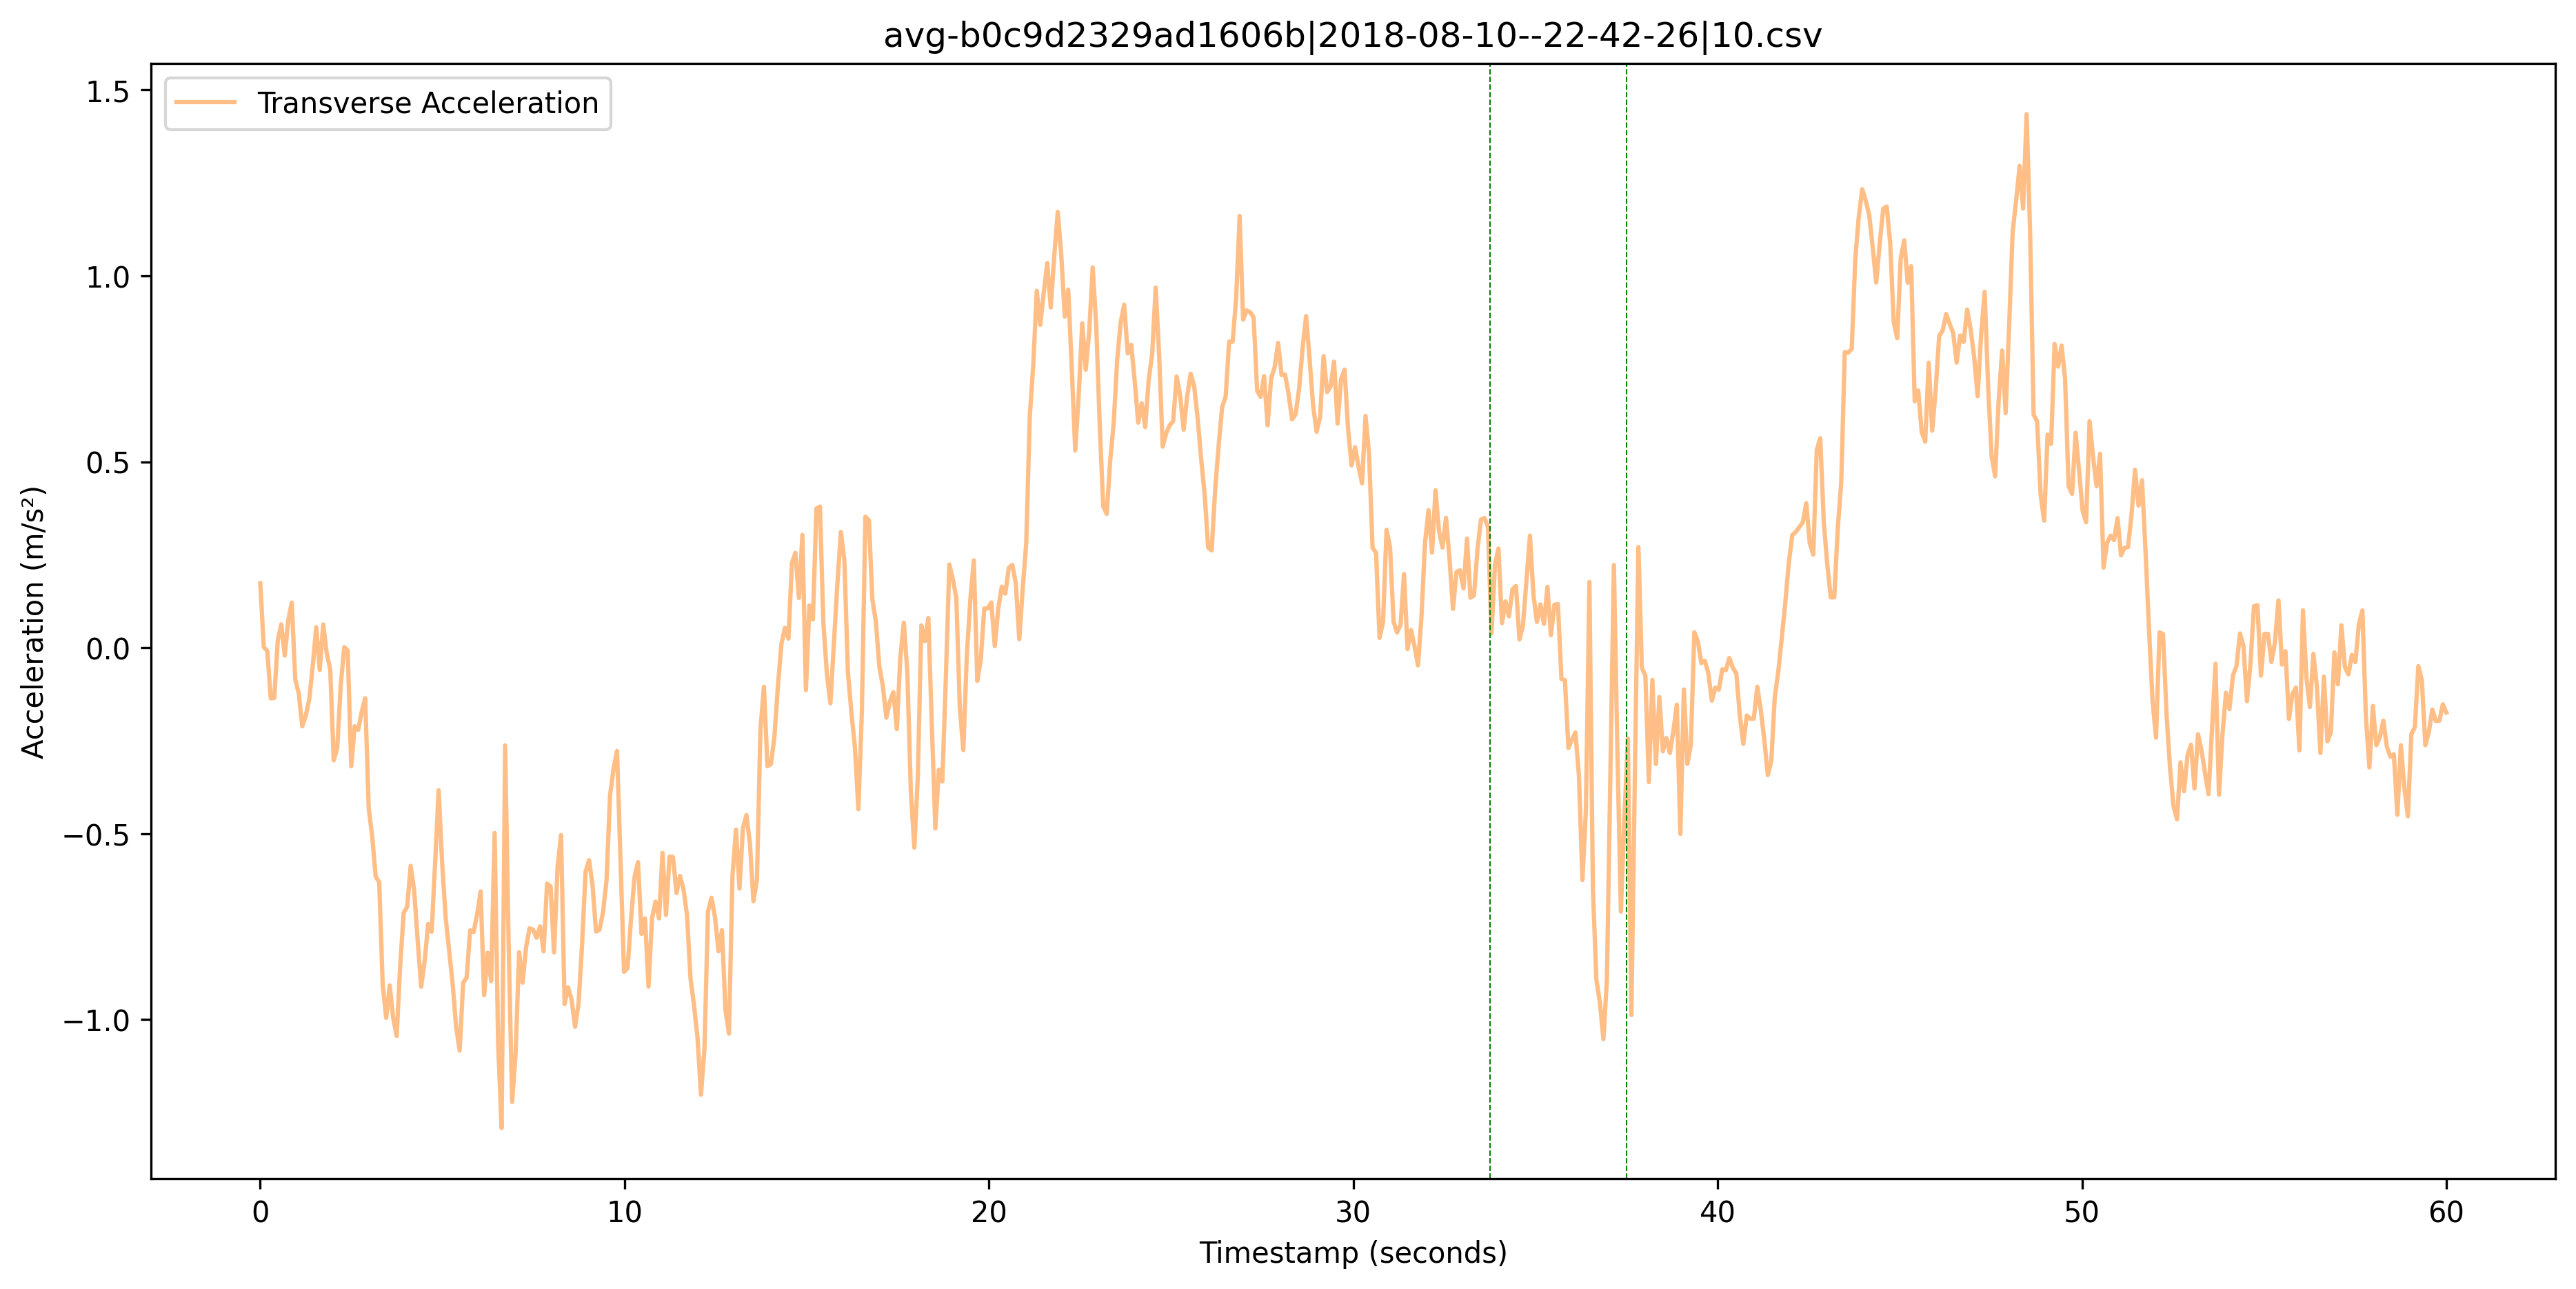 avg-b0c9d2329ad1606b|2018-08-10--22-42-26|10.csv
Transverse Acceleration
Acceleration (m/s²)
1.5
1.0
0.5
0.0
−0.5
−1.0
0 10 20 30 40 50 60
Timestamp (seconds)